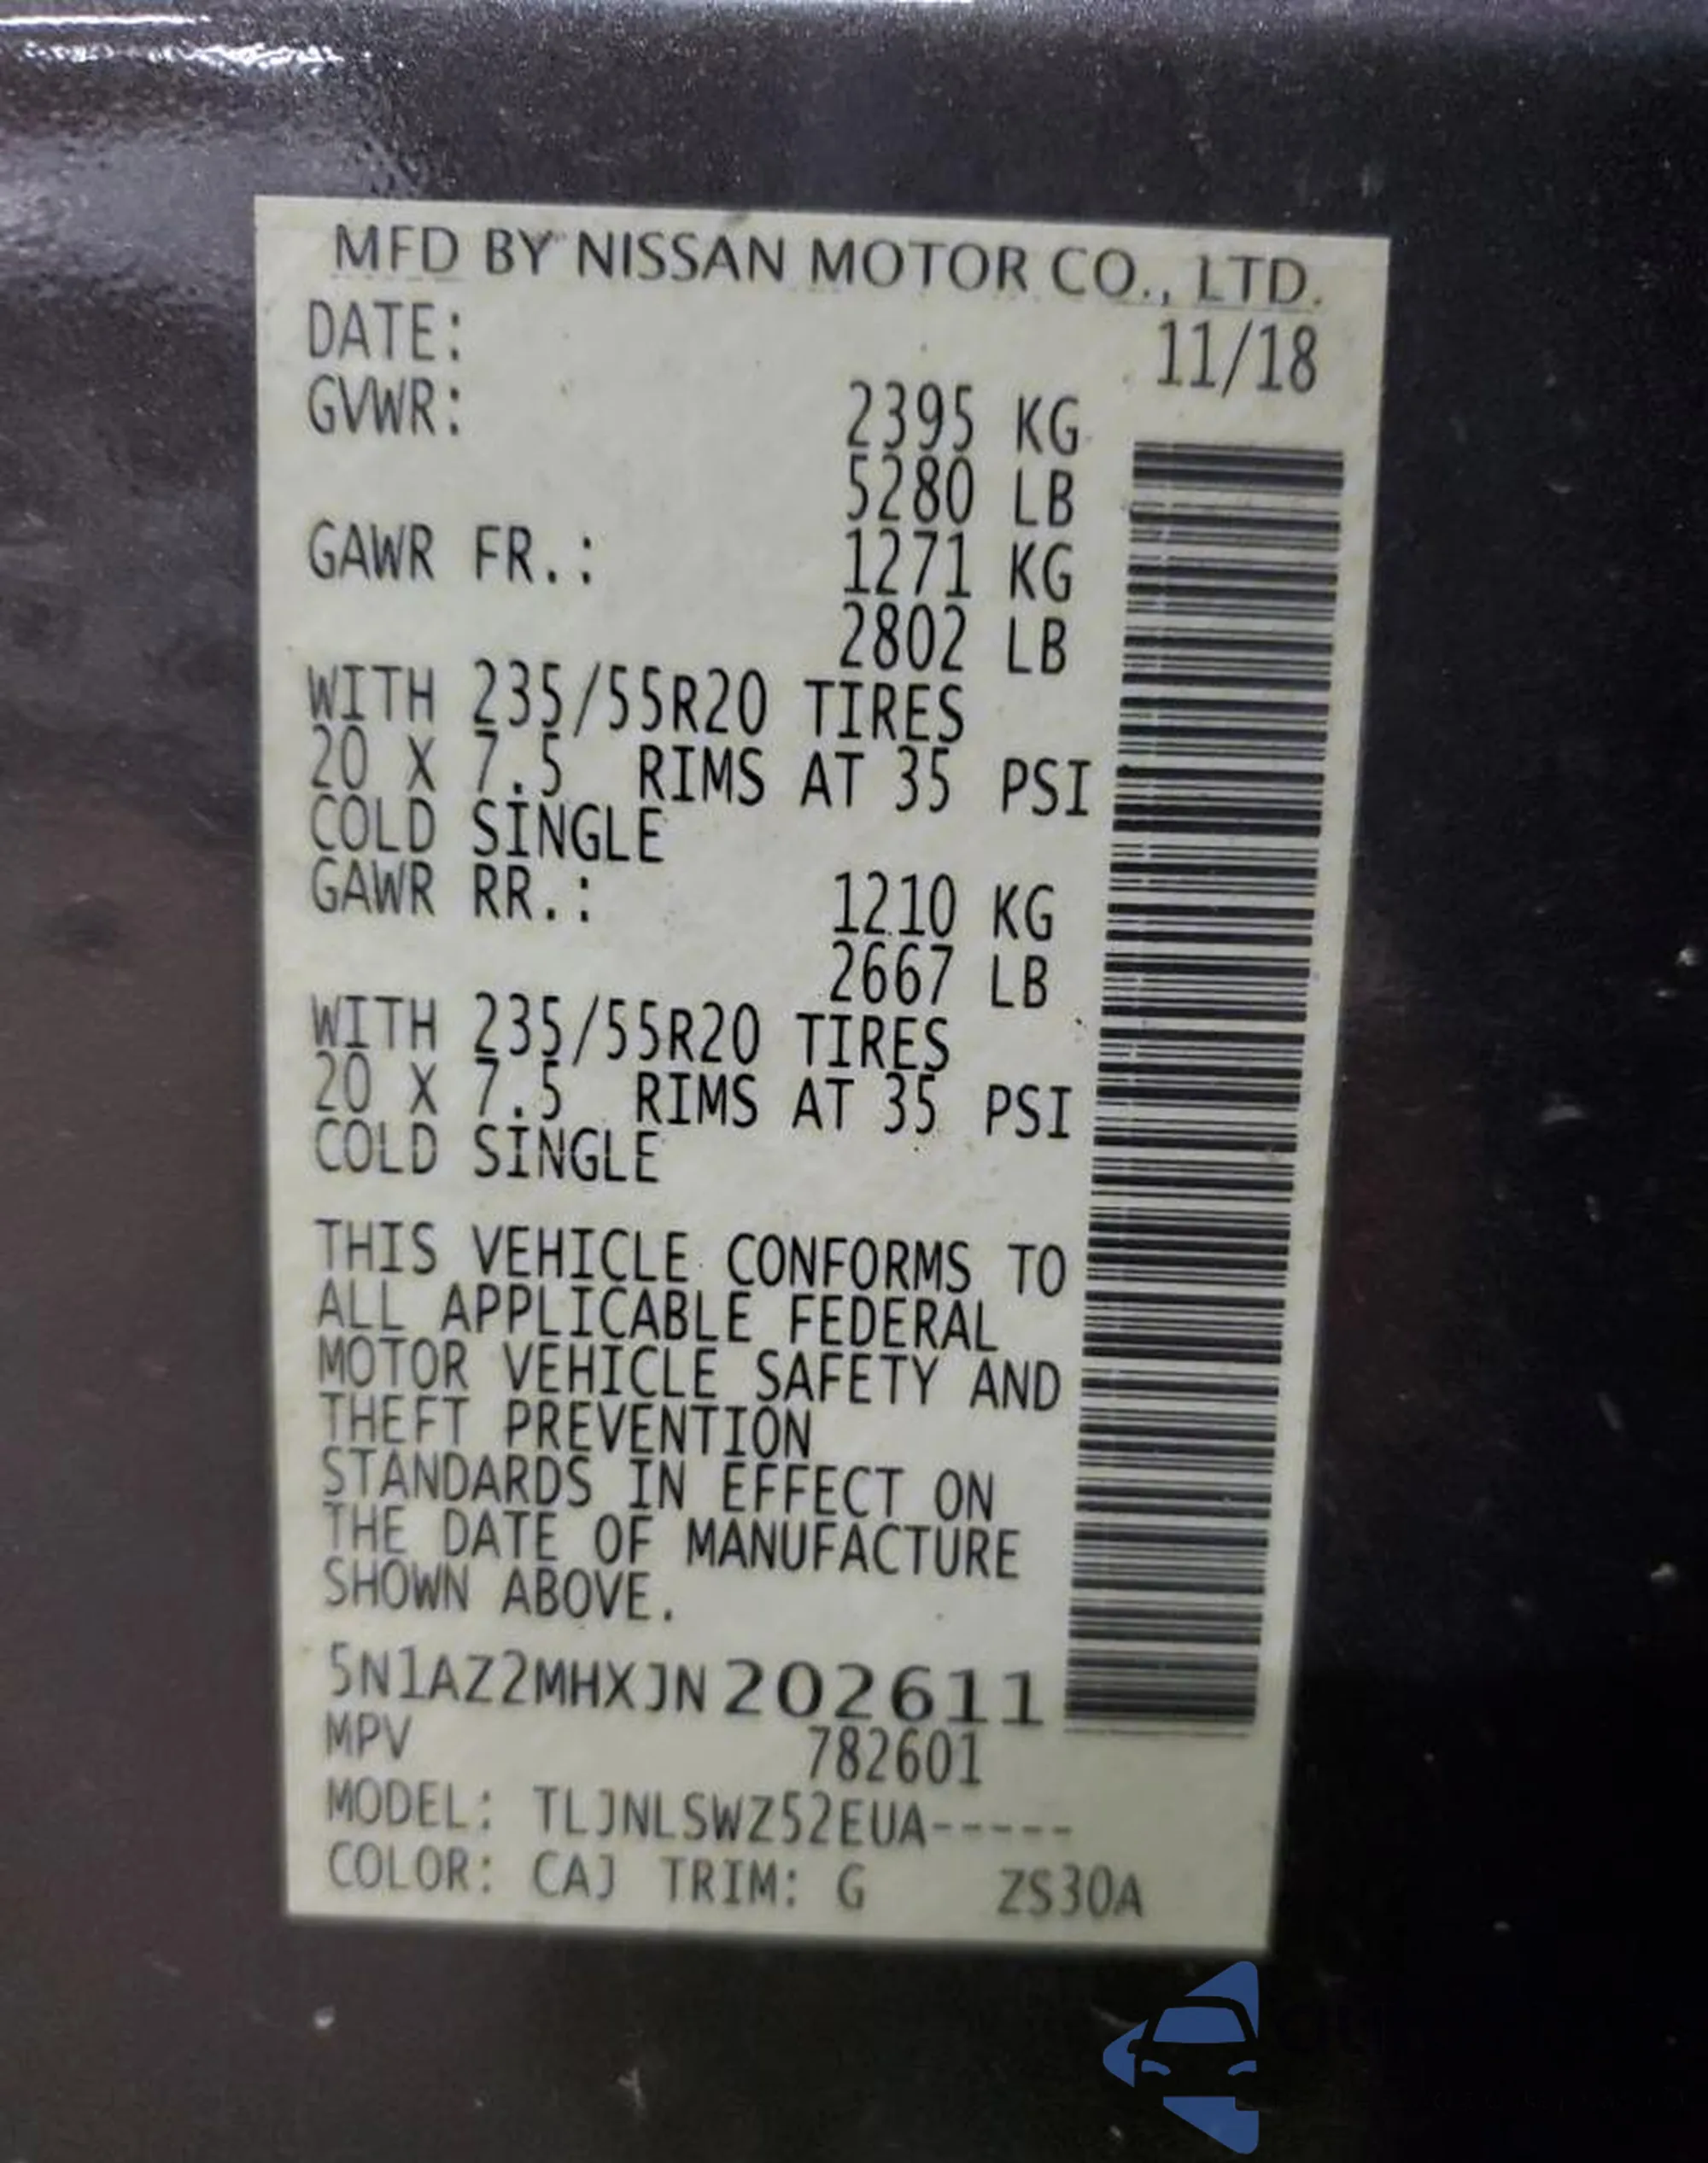 MFD BY NISSAN MOTOR CO., LTD.
DATE: 11/18
GVWR: 2395 KG
5280 LB
GAWR FR.: 1271 KG
2802 LB
WITH 235/55R20 TIRES
20 X 7.5 RIMS AT 35 PSI
COLD SINGLE
GAWR RR.: 1210 KG
2667 LB
WITH 235/55R20 TIRES
20 X 7.5 RIMS AT 35 PSI
COLD SINGLE
THIS VEHICLE CONFORMS TO
ALL APPLICABLE FEDERAL
MOTOR VEHICLE SAFETY AND
THEFT PREVENTION
STANDARDS IN EFFECT ON
THE DATE OF MANUFACTURE
SHOWN ABOVE.
5N1AZ2MHXJN202611
MPV 782601
MODEL: TLJNLSWZ52EUA-----
COLOR: CAJ TRIM: G ZS30A